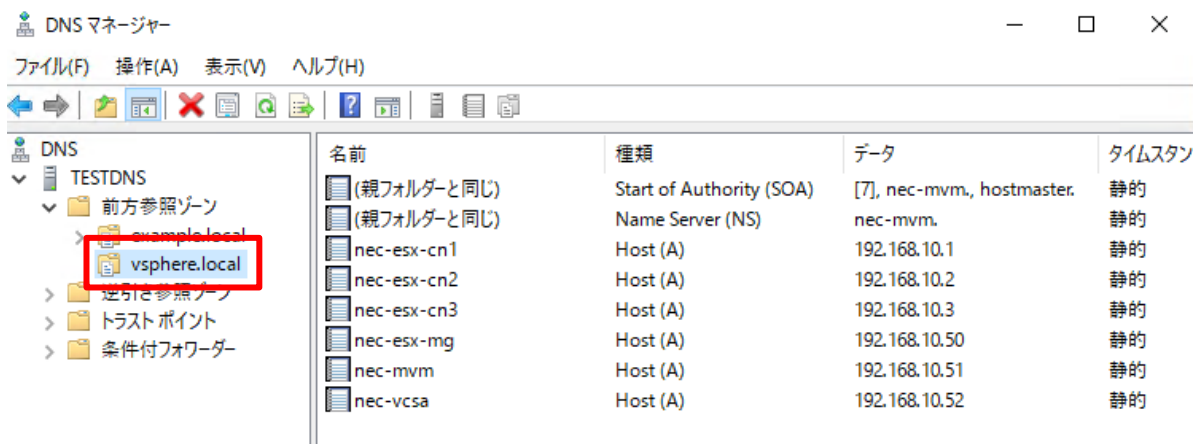 DNS マネージャー
ファイル(F) 操作(A) 表示(V) ヘルプ(H)
DNS
TESTDNS
前方参照ゾーン
example.local
vsphere.local
逆引き参照ゾーン
トラスト ポイント
条件付フォワーダー
名前 種類 データ タイムスタン
(親フォルダーと同じ) Start of Authority (SOA) [7], nec-mvm., hostmaster. 静的
(親フォルダーと同じ) Name Server (NS) nec-mvm. 静的
nec-esx-cn1 Host (A) 192.168.10.1 静的
nec-esx-cn2 Host (A) 192.168.10.2 静的
nec-esx-cn3 Host (A) 192.168.10.3 静的
nec-esx-mg Host (A) 192.168.10.50 静的
nec-mvm Host (A) 192.168.10.51 静的
nec-vcsa Host (A) 192.168.10.52 静的